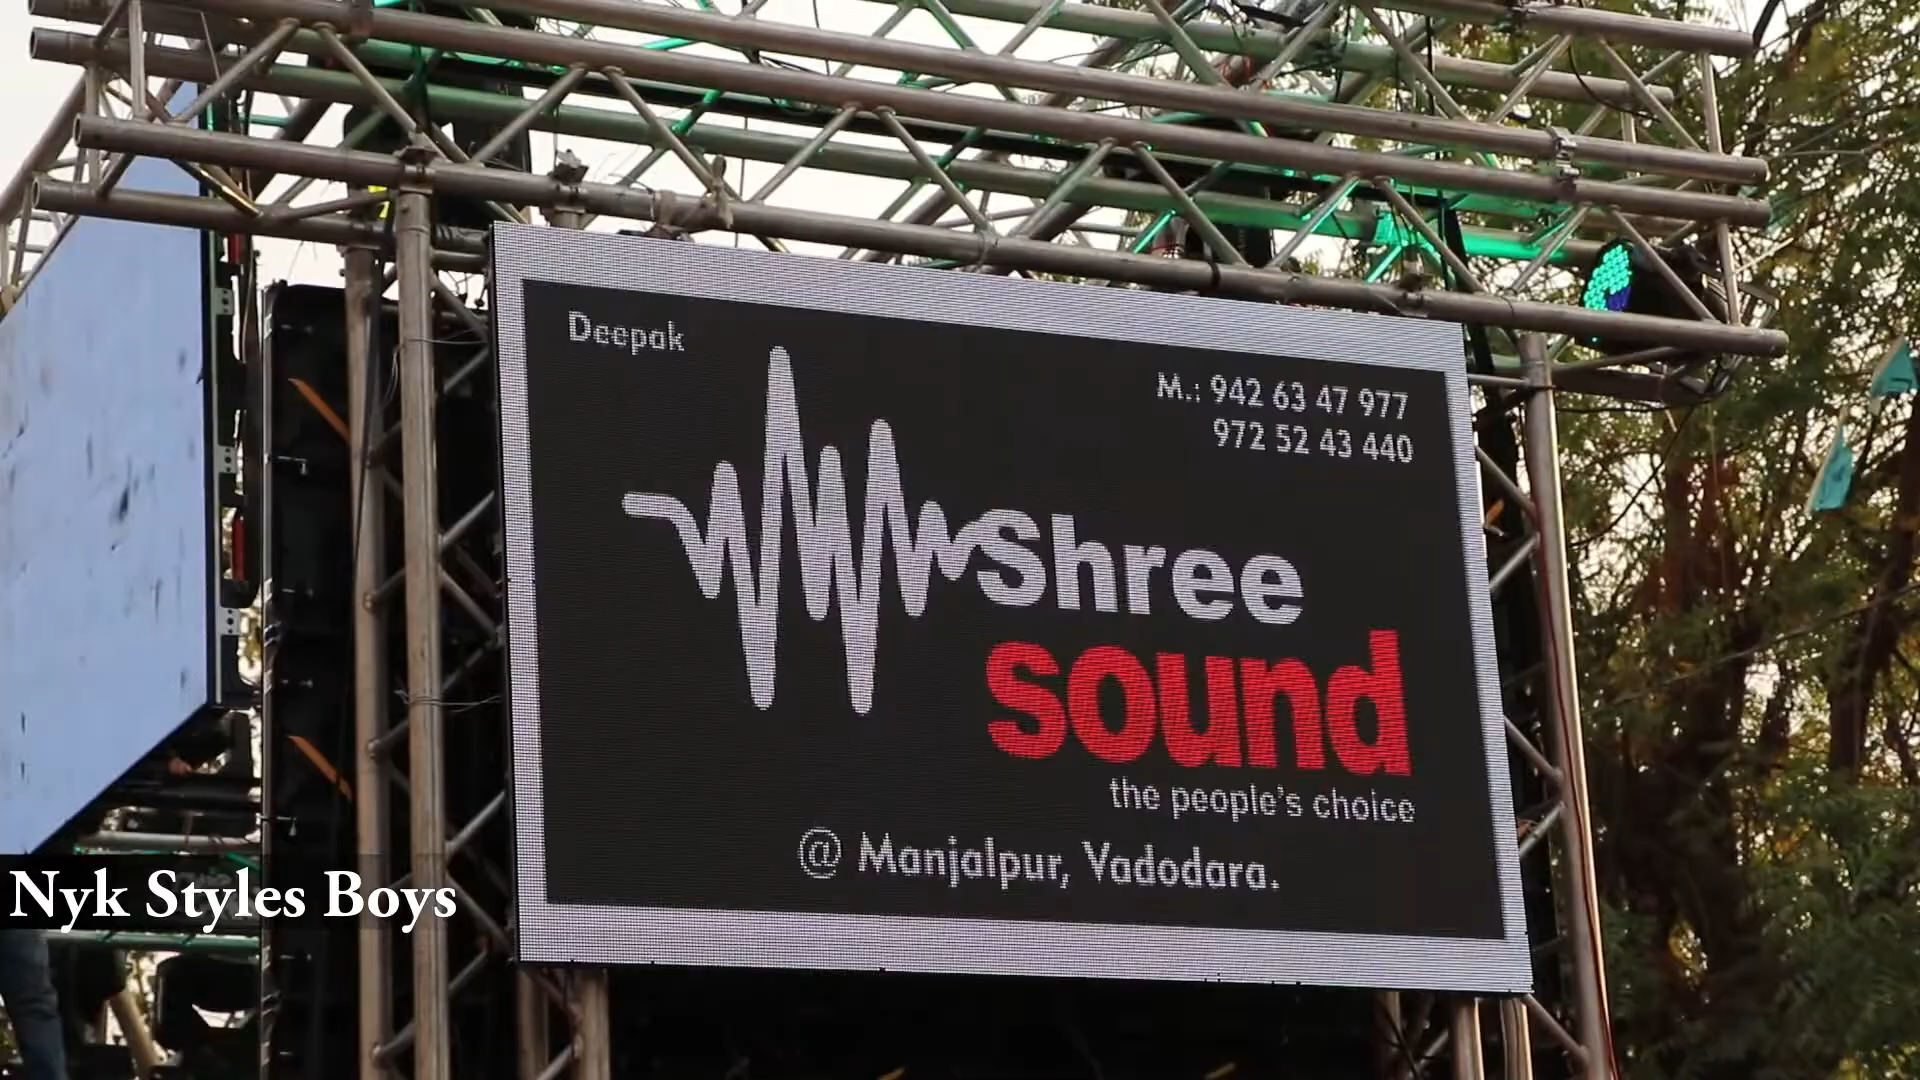 Deepak
M.: 942 63 47 977
972 52 43 440
Shree
sound
the people's choice
@ Manjalpur, Vadodara.
Nyk Styles Boys